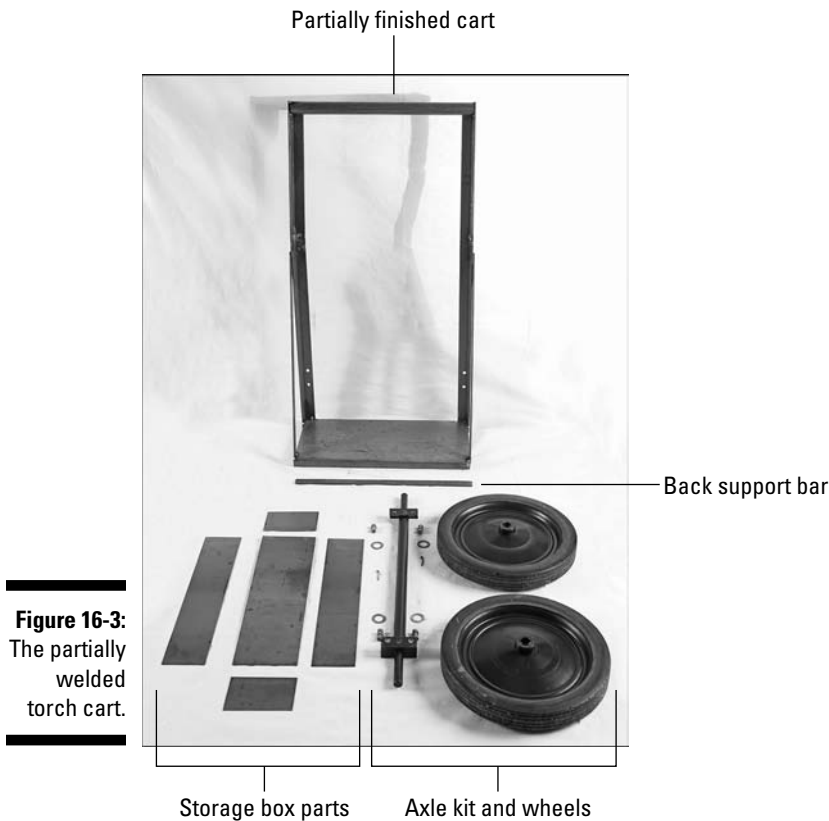 Partially finished cart
Back support bar
Figure 16-3:
The partially
welded
torch cart.
Storage box parts
Axle kit and wheels